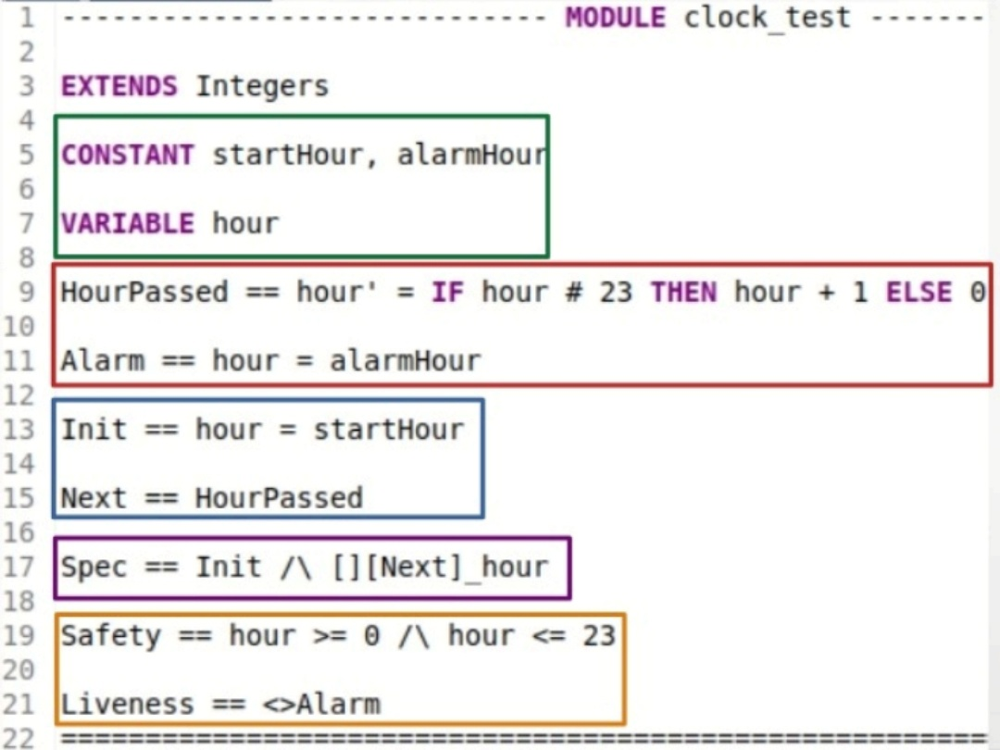 1 ----------------------------- MODULE clock_test -------
2
3 EXTENDS Integers
4
5 CONSTANT startHour, alarmHour
6
7 VARIABLE hour
8
9 HourPassed == hour' = IF hour # 23 THEN hour + 1 ELSE 0
10
11 Alarm == hour = alarmHour
12
13 Init == hour = startHour
14
15 Next == HourPassed
16
17 Spec == Init /\ [][Next]_hour
18
19 Safety == hour >= 0 /\ hour <= 23
20
21 Liveness == <>Alarm
22 =======================================================